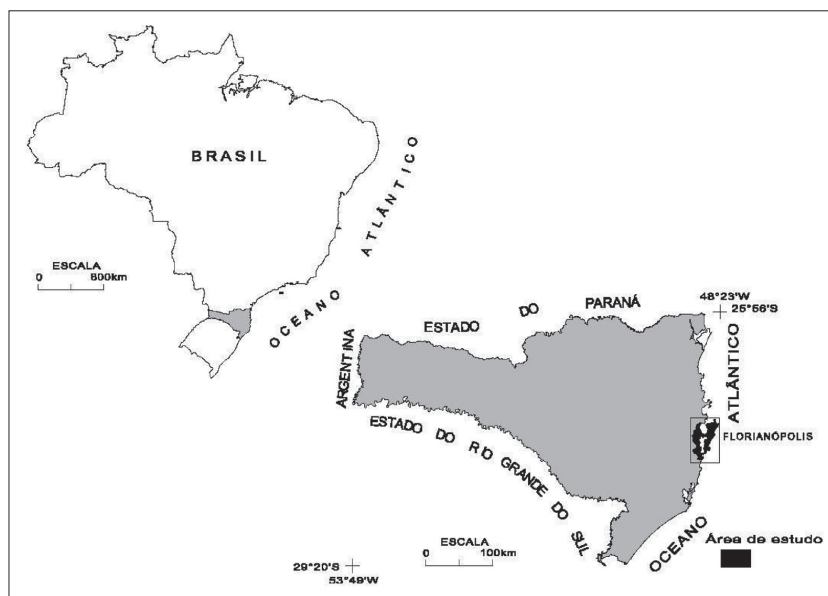 BRASIL
OCEANO ATLÂNTICO
ESCALA
0 800km
48°23'W
25°56'S
ESTADO DO PARANÁ
ARGENTINA
ATLÂNTICO
FLORIANÓPOLIS
ESTADO DO RIO GRANDE DO SUL
OCEANO
Área de estudo
ESCALA
0 100km
29°20'S
53°49'W